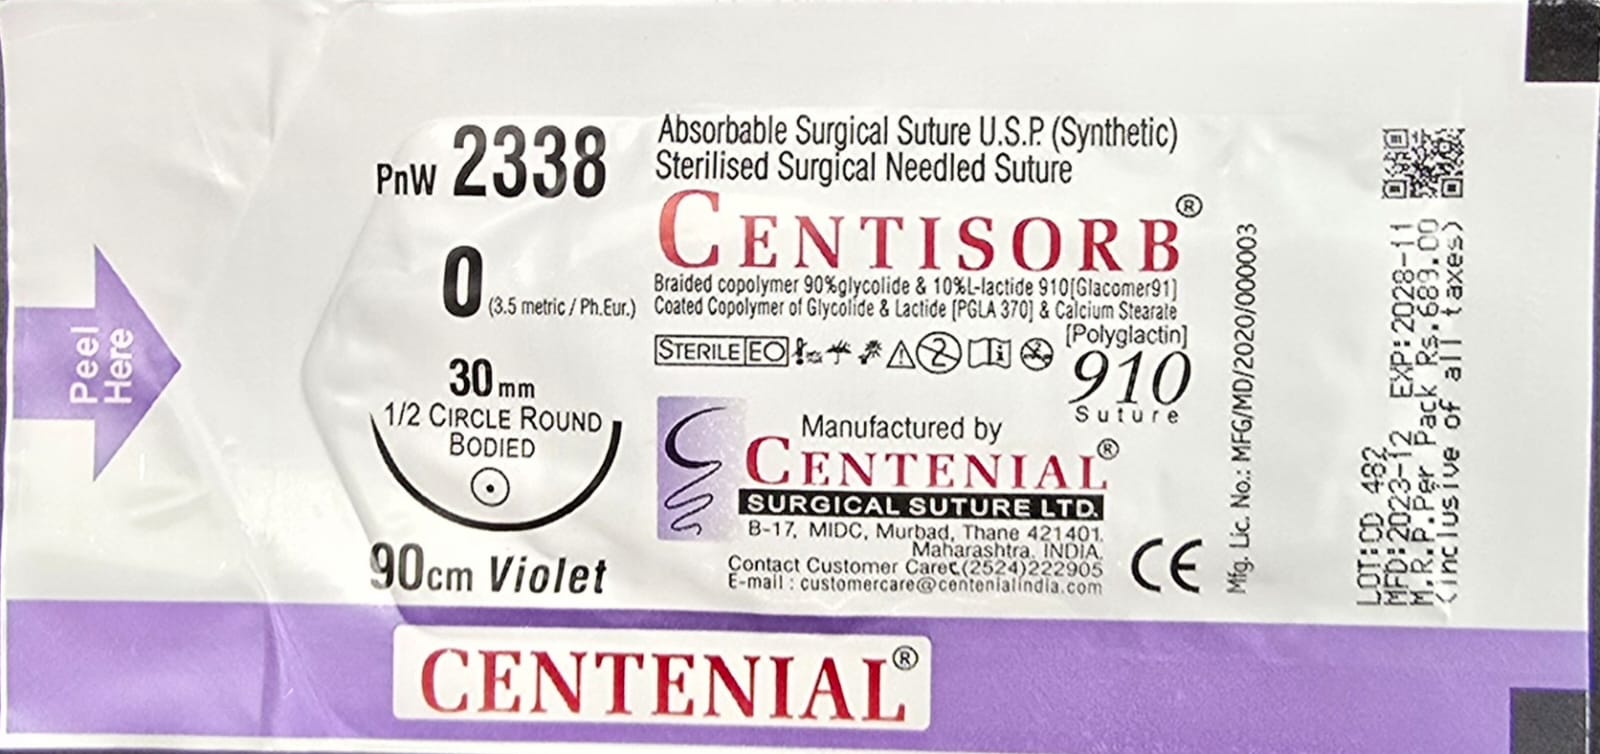 Peel
Here
PnW 2338
0 (3.5 metric / Ph.Eur.)
30mm
1/2 CIRCLE ROUND
BODIED
90cm Violet
Absorbable Surgical Suture U.S.P. (Synthetic)
Sterilised Surgical Needled Suture
CENTISORB®
Braided copolymer 90%glycolide & 10%L-lactide 910[Glacomer91]
Coated Copolymer of Glycolide & Lactide [PGLA 370] & Calcium Stearate
STERILE EO
2
[Polyglactin]
910
Suture
Manufactured by
CENTENIAL®
SURGICAL SUTURE LTD.
B-17, MIDC, Murbad, Thane 421401.
Maharashtra, INDIA.
Contact Customer Care:(2524)222905
E-mail : customercare@centenialindia.com
CE
Mfg. Lic. No.: MFG/MD/2020/000003
LOT:CD 482
MFD:2023-12 EXP:2028-11
M.R.P.Per Pack Rs.689.00
(inclusive of all taxes)
CENTENIAL®